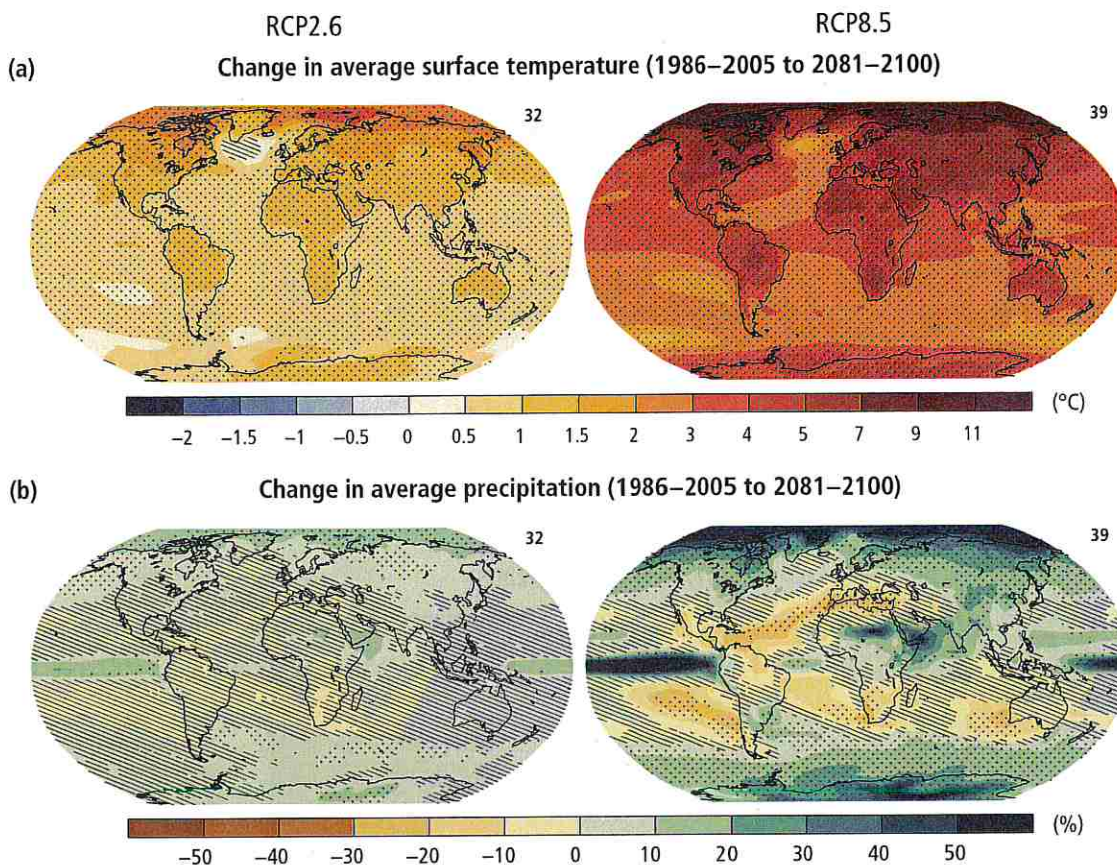 RCP2.6 RCP8.5
(a) Change in average surface temperature (1986–2005 to 2081–2100)
32 39
(°C)
−2 −1.5 −1 −0.5 0 0.5 1 1.5 2 3 4 5 7 9 11
(b) Change in average precipitation (1986–2005 to 2081–2100)
32 39
(%)
−50 −40 −30 −20 −10 0 10 20 30 40 50